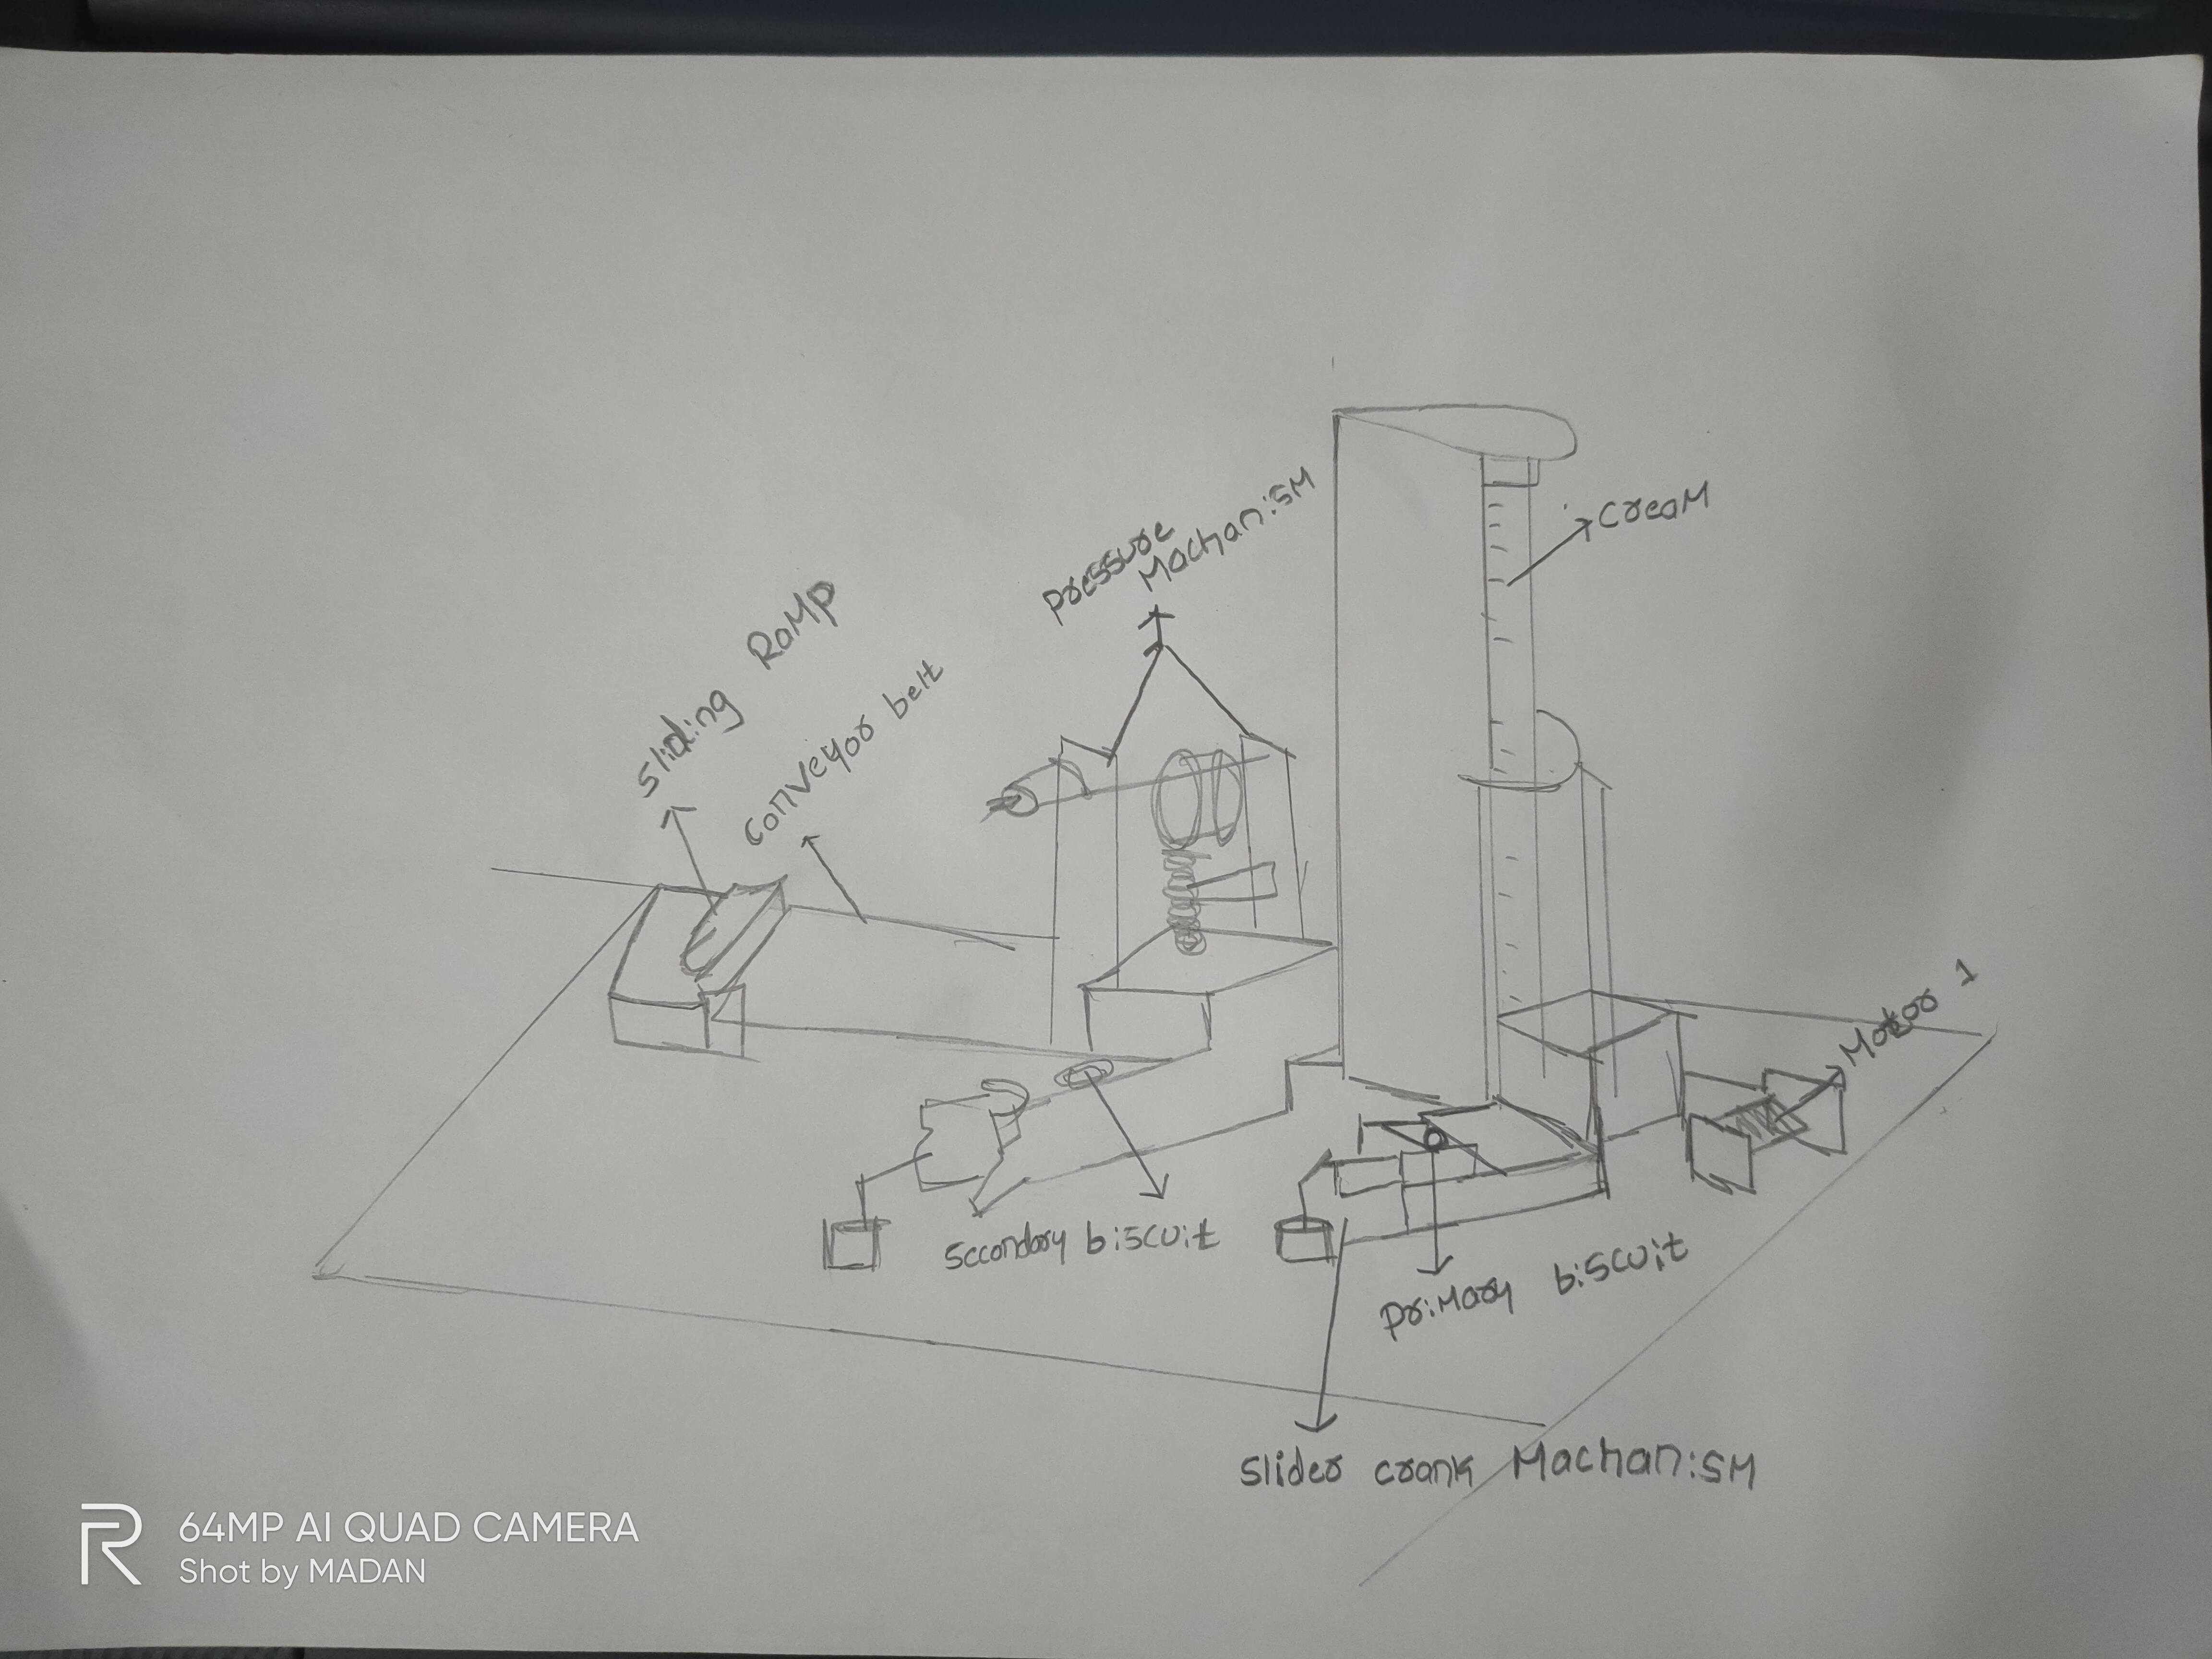 Sliding Ramp
conveyor belt
Pressure
Machanism
cream
Motor 1
Sccondary biscuit
Primary biscuit
Slider crank Machanism
64MP AI QUAD CAMERA
Shot by MADAN